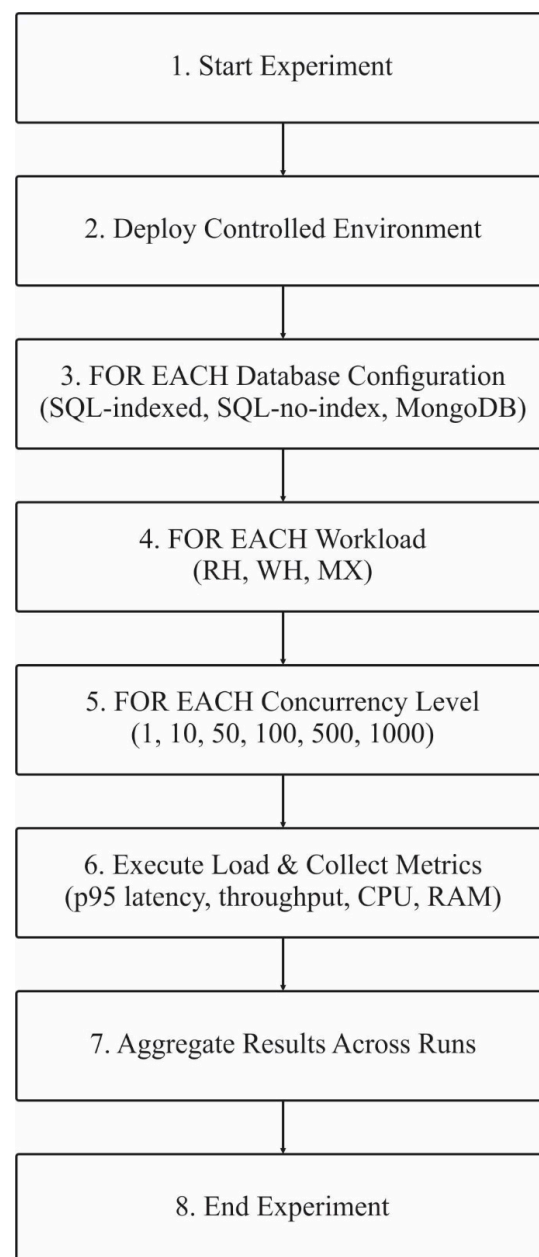 1. Start Experiment
2. Deploy Controlled Environment
3. FOR EACH Database Configuration
(SQL-indexed, SQL-no-index, MongoDB)
4. FOR EACH Workload
(RH, WH, MX)
5. FOR EACH Concurrency Level
(1, 10, 50, 100, 500, 1000)
6. Execute Load & Collect Metrics
(p95 latency, throughput, CPU, RAM)
7. Aggregate Results Across Runs
8. End Experiment